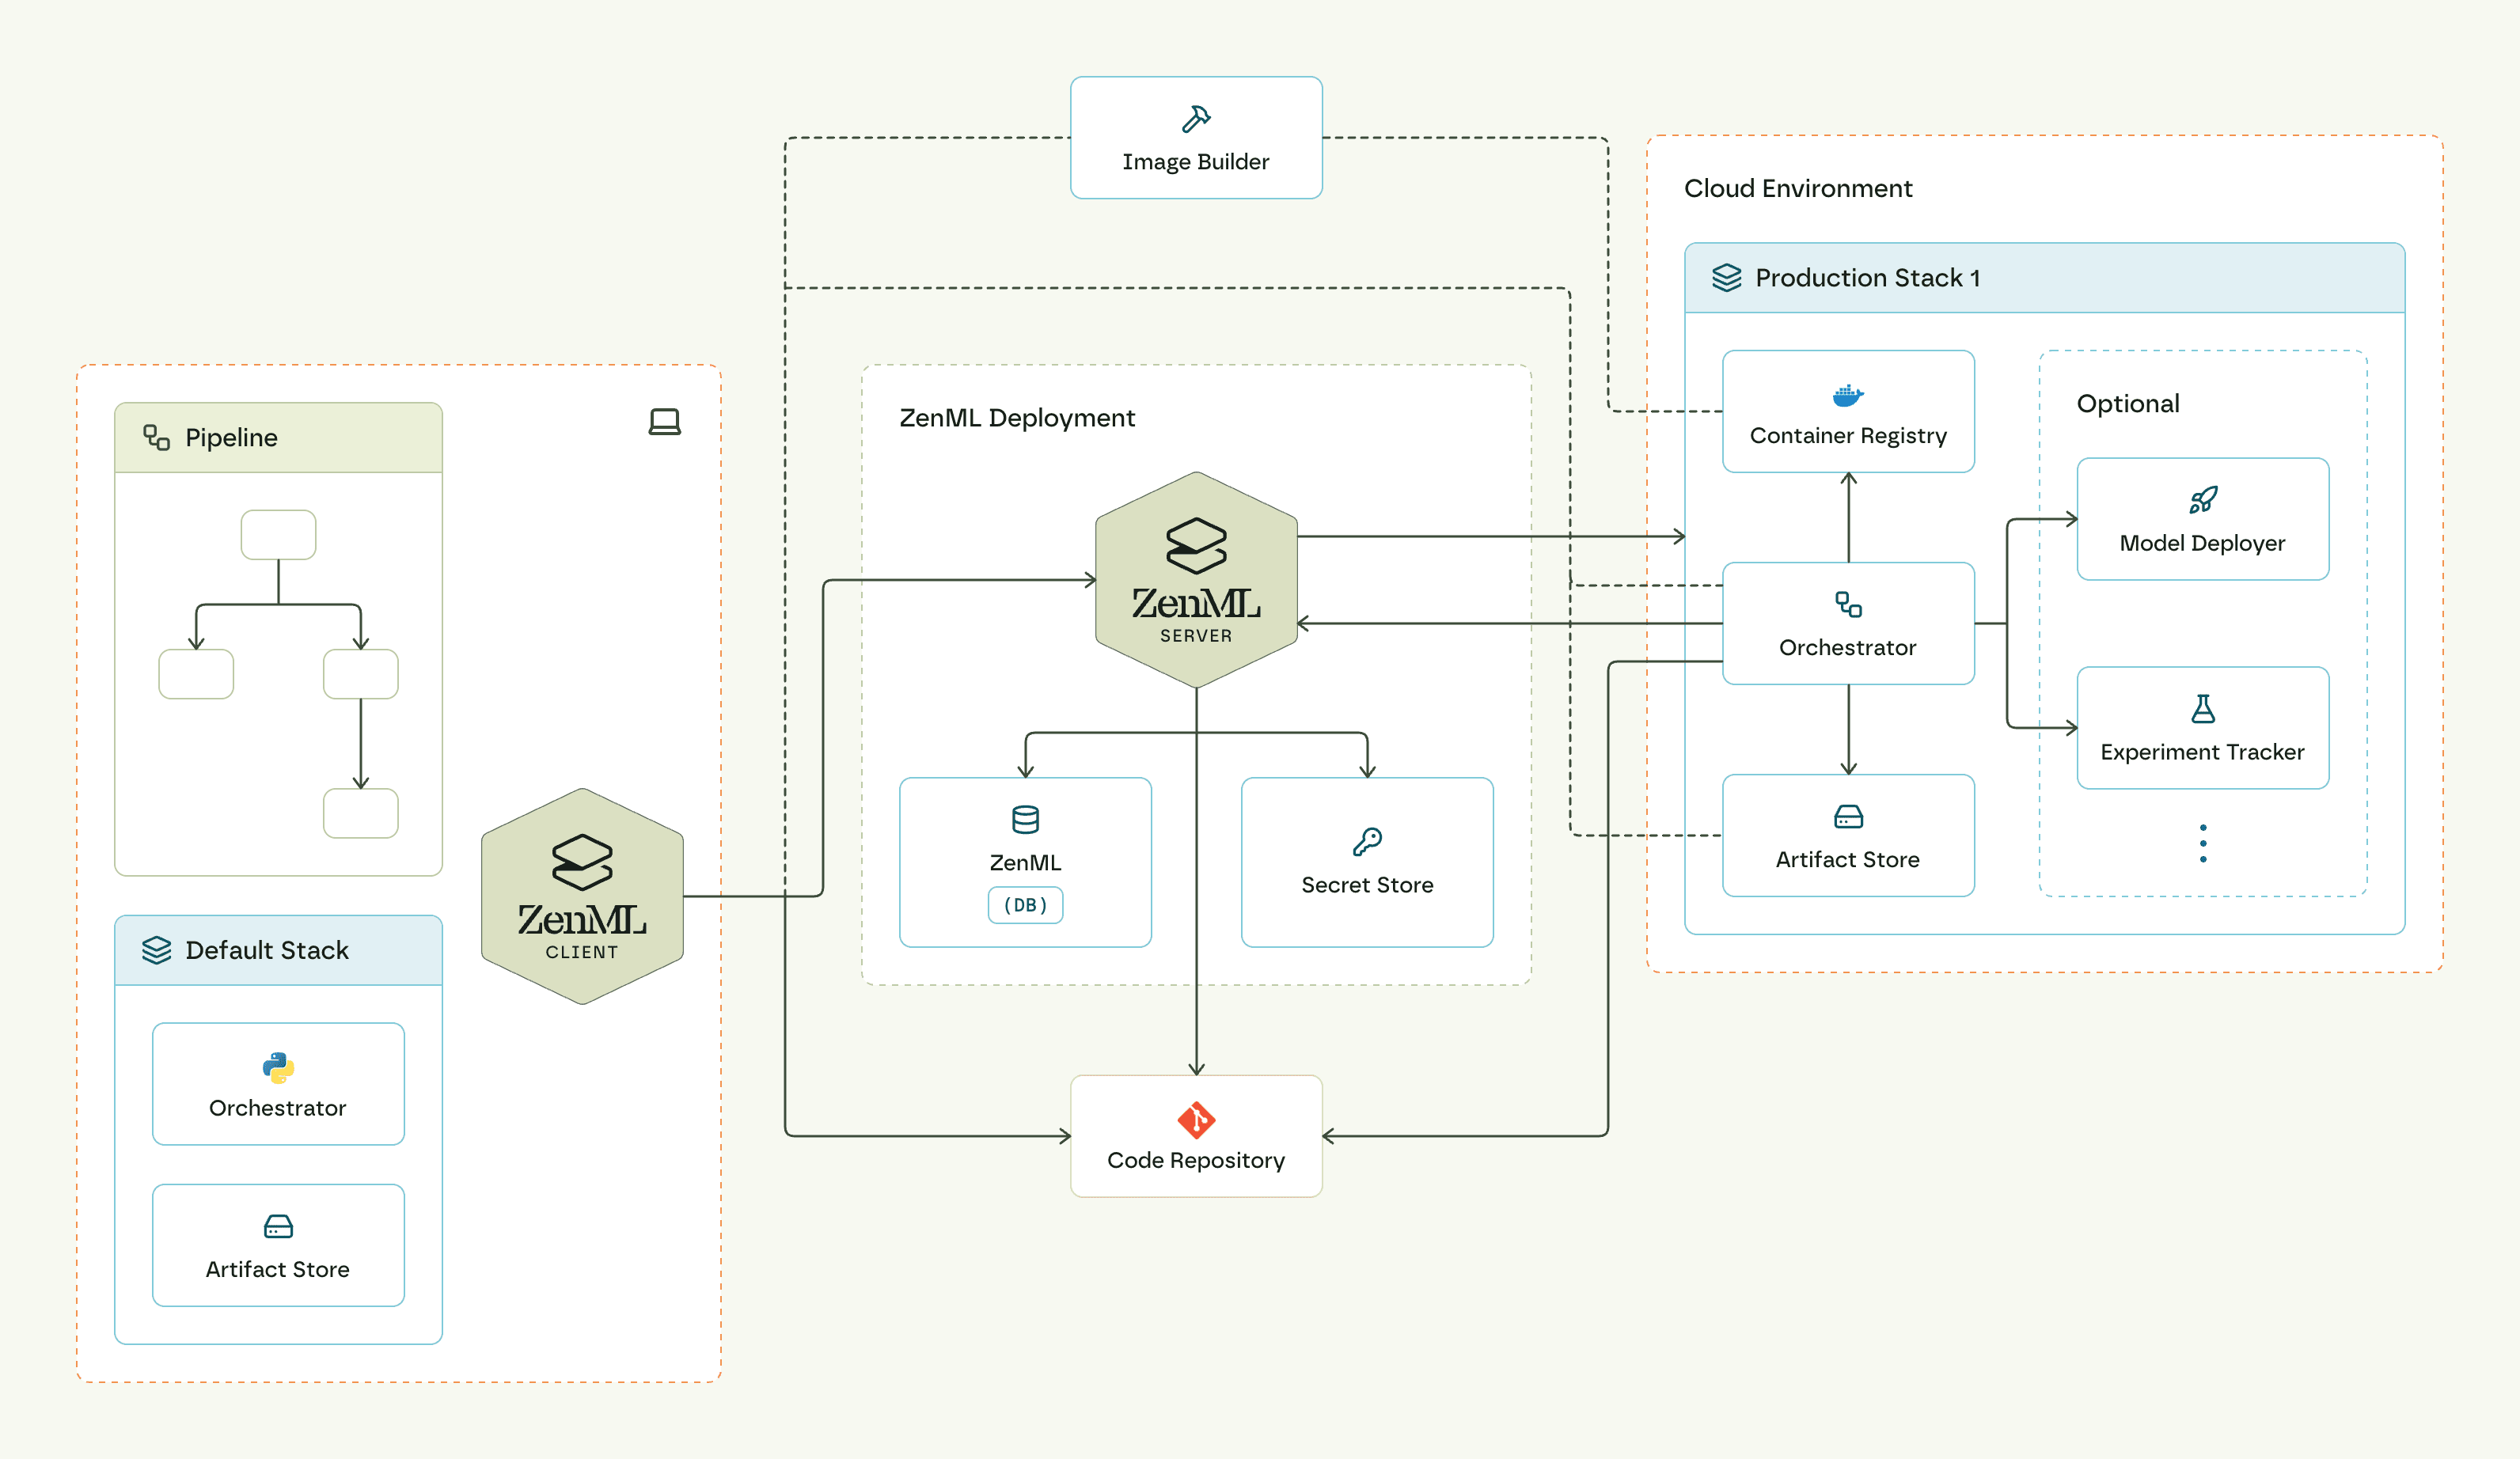 Image Builder
Cloud Environment
Production Stack 1
Container Registry
Optional
Model Deployer
Orchestrator
Experiment Tracker
Artifact Store
Pipeline
ZenML Deployment
ZenML
SERVER
ZenML
(DB)
Secret Store
ZenML
CLIENT
Default Stack
Orchestrator
Artifact Store
Code Repository